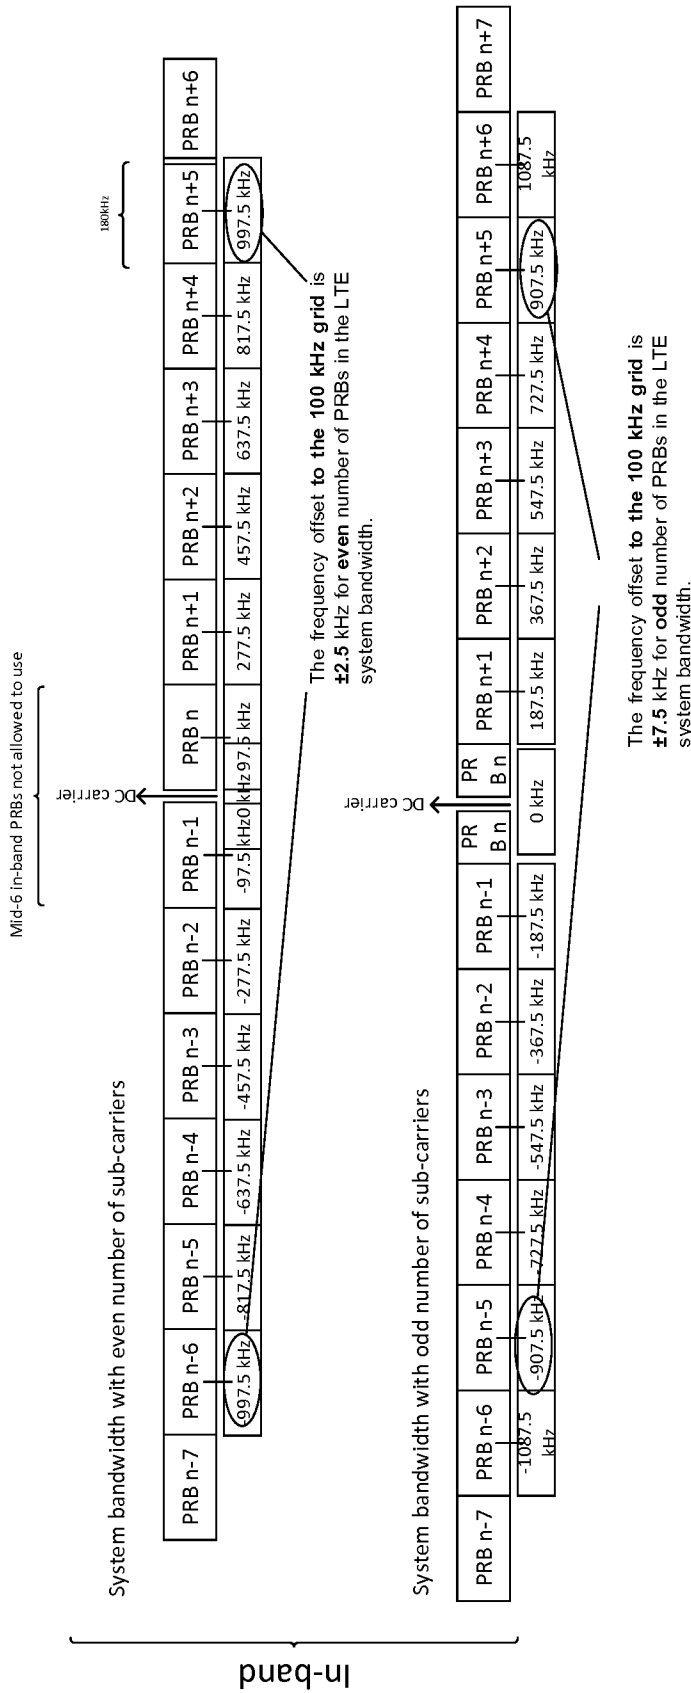 In-band
Mid-6 in-band PRBs not allowed to use
System bandwidth with even number of sub-carriers
DC carrier
180kHz
PRB n-7
PRB n-6
PRB n-5
PRB n-4
PRB n-3
PRB n-2
PRB n-1
PRB n
PRB n+1
PRB n+2
PRB n+3
PRB n+4
PRB n+5
PRB n+6
-997.5 kHz
-817.5 kHz
-637.5 kHz
-457.5 kHz
-277.5 kHz
-97.5 kHz
0 kHz
97.5 kHz
277.5 kHz
457.5 kHz
637.5 kHz
817.5 kHz
997.5 kHz
The frequency offset to the 100 kHz grid is
±2.5 kHz for even number of PRBs in the LTE
system bandwidth.
System bandwidth with odd number of sub-carriers
DC carrier
PRB n-7
PRB n-6
PRB n-5
PRB n-4
PRB n-3
PRB n-2
PRB n-1
PR
B n
PR
B n
PRB n+1
PRB n+2
PRB n+3
PRB n+4
PRB n+5
PRB n+6
PRB n+7
-1087.5
kHz
-907.5 kHz
-727.5 kHz
-547.5 kHz
-367.5 kHz
-187.5 kHz
0 kHz
187.5 kHz
367.5 kHz
547.5 kHz
727.5 kHz
907.5 kHz
1087.5
kHz
The frequency offset to the 100 kHz grid is
±7.5 kHz for odd number of PRBs in the LTE
system bandwidth.